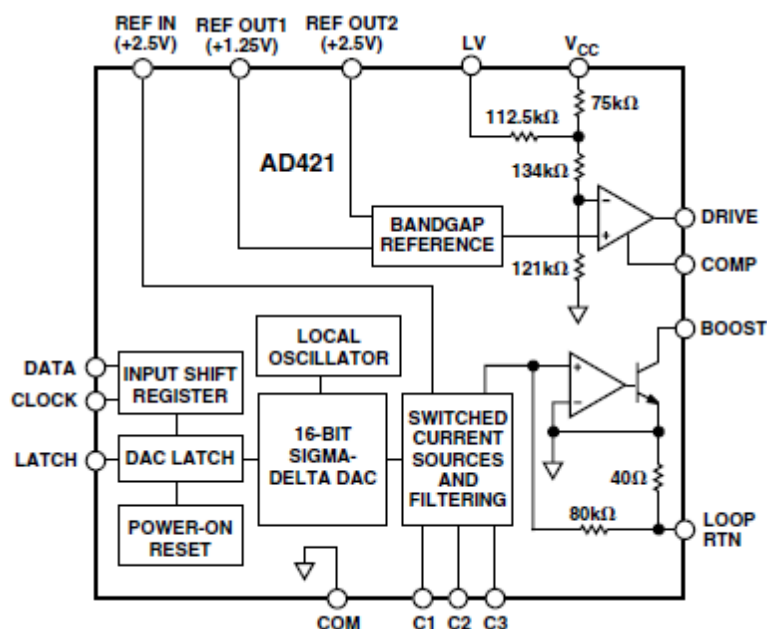 REF IN
(+2.5V)
REF OUT1
(+1.25V)
REF OUT2
(+2.5V)
LV
VCC
75kΩ
112.5kΩ
134kΩ
AD421
BANDGAP
REFERENCE
−
+
DRIVE
121kΩ
COMP
BOOST
LOCAL
OSCILLATOR
DATA
CLOCK
INPUT SHIFT
REGISTER
+
−
LATCH
DAC LATCH
16-BIT
SIGMA-
DELTA DAC
SWITCHED
CURRENT
SOURCES
AND
FILTERING
40Ω
80kΩ
LOOP
RTN
POWER-ON
RESET
COM
C1
C2
C3